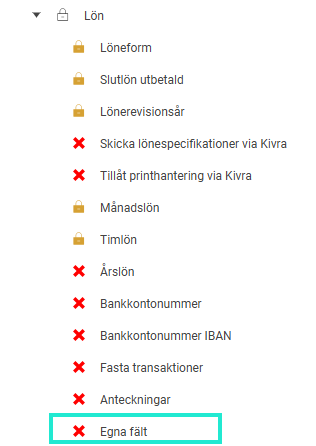 Lön
Löneform
Slutlön utbetald
Lönerevisionsår
Skicka lönespecifikationer via Kivra
Tillåt printhantering via Kivra
Månadslön
Timlön
Årslön
Bankkontonummer
Bankkontonummer IBAN
Fasta transaktioner
Anteckningar
Egna fält